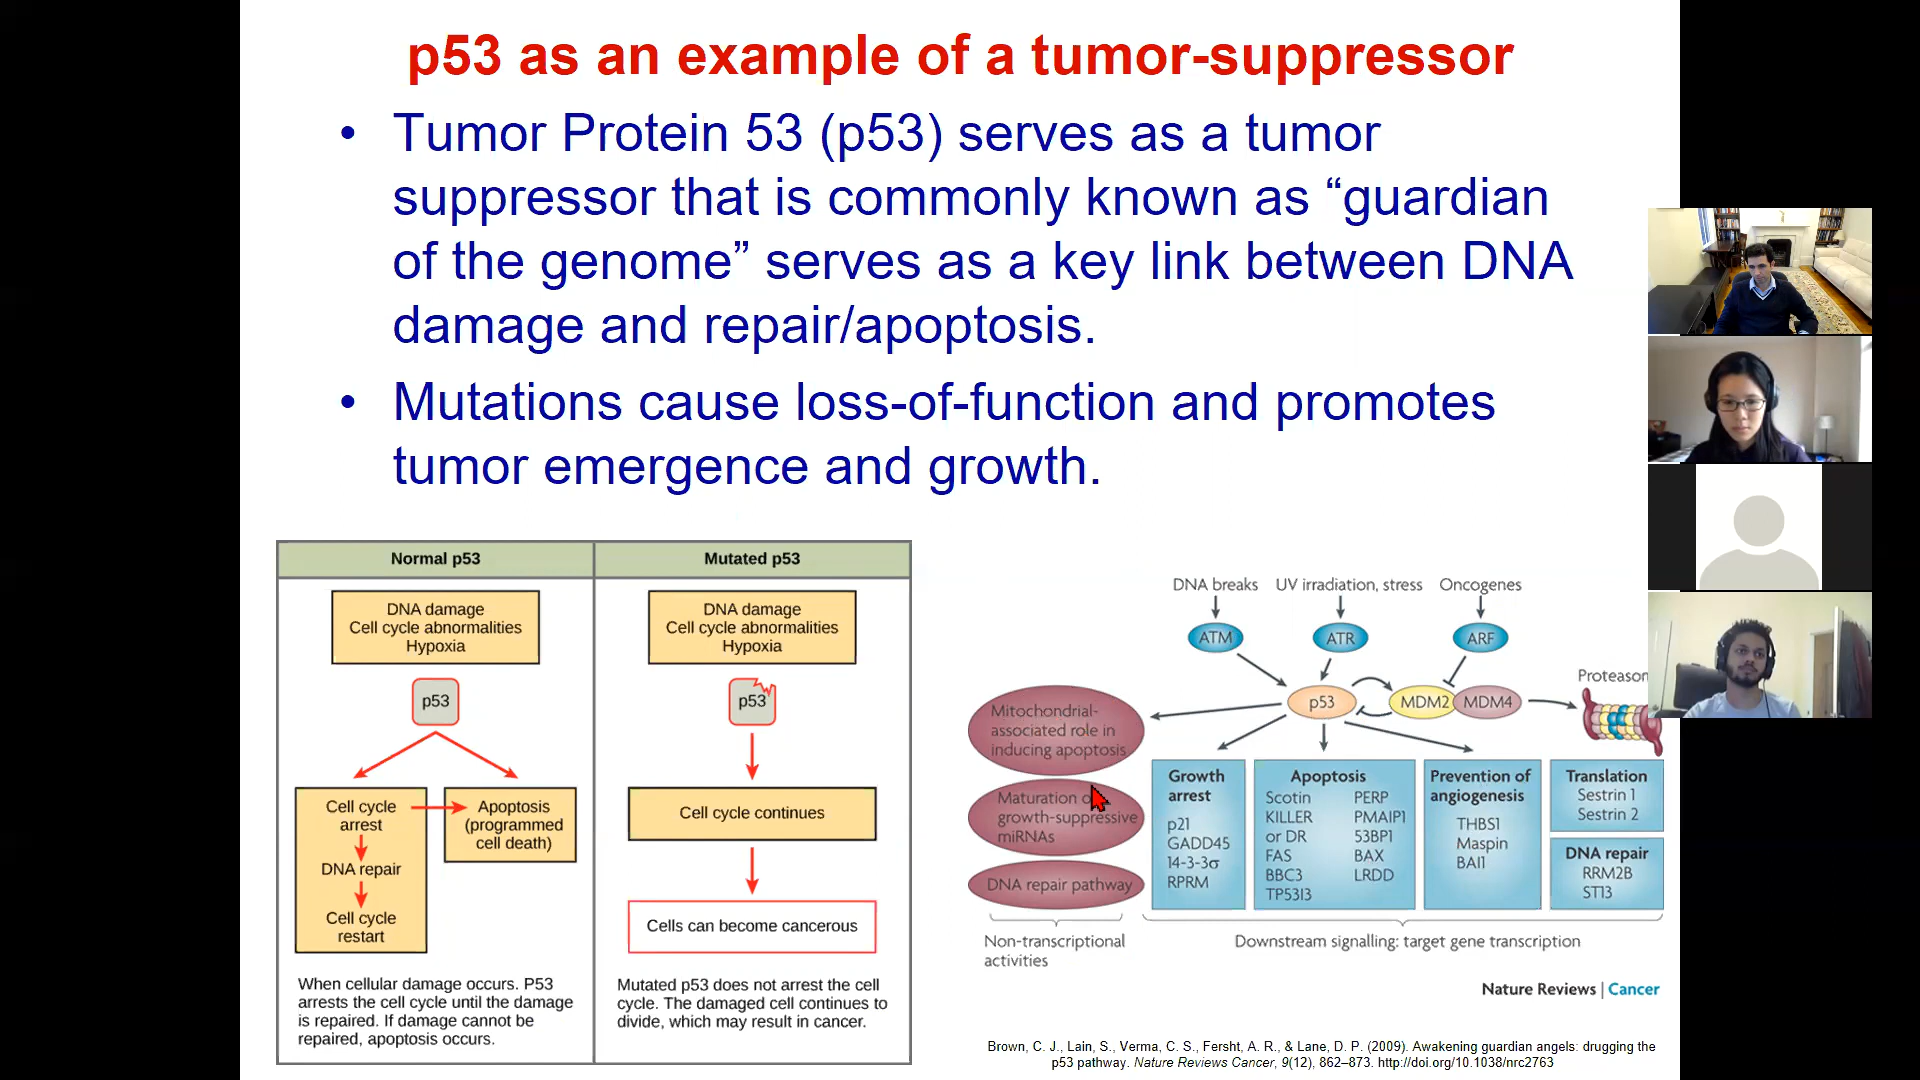 p53 as an example of a tumor-suppressor
• Tumor Protein 53 (p53) serves as a tumor
suppressor that is commonly known as “guardian
of the genome” serves as a key link between DNA
damage and repair/apoptosis.
• Mutations cause loss-of-function and promotes
tumor emergence and growth.
Normal p53
DNA damage
Cell cycle abnormalities
Hypoxia
p53
Cell cycle
arrest
DNA repair
Cell cycle
restart
Apoptosis
(programmed
cell death)
When cellular damage occurs. P53
arrests the cell cycle until the damage
is repaired. If damage cannot be
repaired, apoptosis occurs.
Mutated p53
DNA damage
Cell cycle abnormalities
Hypoxia
p53
Cell cycle continues
Cells can become cancerous
Mutated p53 does not arrest the cell
cycle. The damaged cell continues to
divide, which may result in cancer.
DNA breaks
UV irradiation, stress
Oncogenes
ATM
ATR
ARF
p53
MDM2
MDM4
Proteasom
Mitochondrial-
associated role in
inducing apoptosis
Maturation of
growth-suppressive
miRNAs
DNA repair pathway
Non-transcriptional
activities
Growth
arrest
p21
GADD45
14-3-3σ
RPRM
Apoptosis
Scotin
KILLER
or DR
FAS
BBC3
TP53I3
PERP
PMAIP1
53BP1
BAX
LRDD
Prevention of
angiogenesis
THBS1
Maspin
BAI1
Translation
Sestrin 1
Sestrin 2
DNA repair
RRM2B
ST13
Downstream signalling: target gene transcription
Nature Reviews | Cancer
Brown, C. J., Lain, S., Verma, C. S., Fersht, A. R., & Lane, D. P. (2009). Awakening guardian angels: drugging the
p53 pathway. Nature Reviews Cancer, 9(12), 862–873. http://doi.org/10.1038/nrc2763